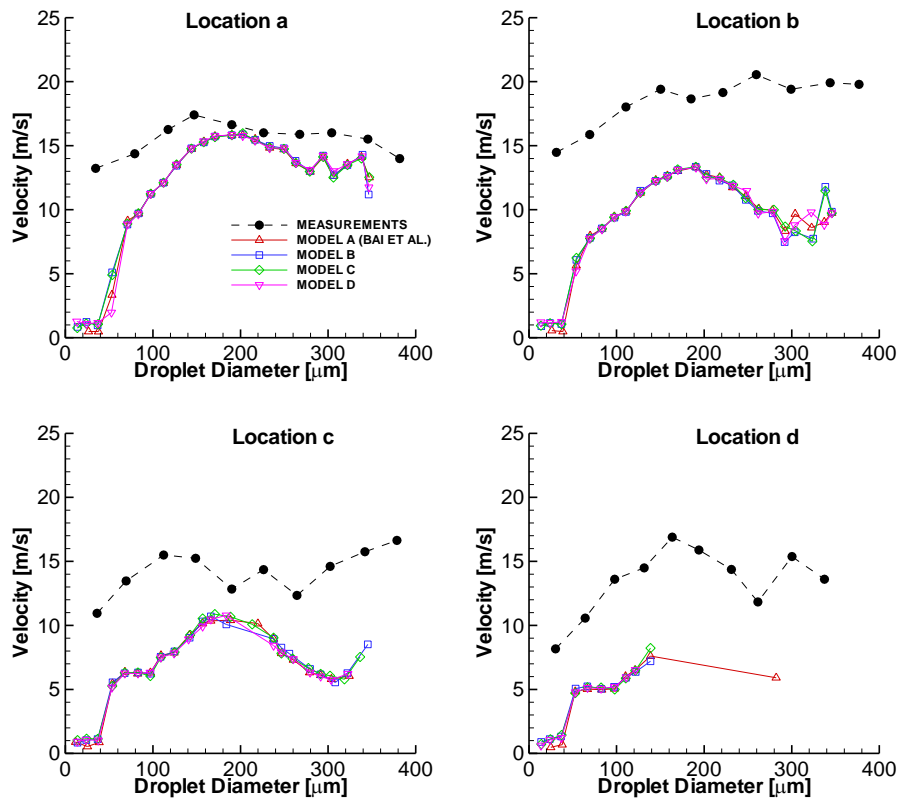 Location a
Velocity [m/s]
25
20
15
10
5
0
0 100 200 300 400
Droplet Diameter [μm]
MEASUREMENTS
MODEL A (BAI ET AL.)
MODEL B
MODEL C
MODEL D
Location b
Velocity [m/s]
25
20
15
10
5
0
0 100 200 300 400
Droplet Diameter [μm]
Location c
Velocity [m/s]
25
20
15
10
5
0
0 100 200 300 400
Droplet Diameter [μm]
Location d
Velocity [m/s]
25
20
15
10
5
0
0 100 200 300 400
Droplet Diameter [μm]